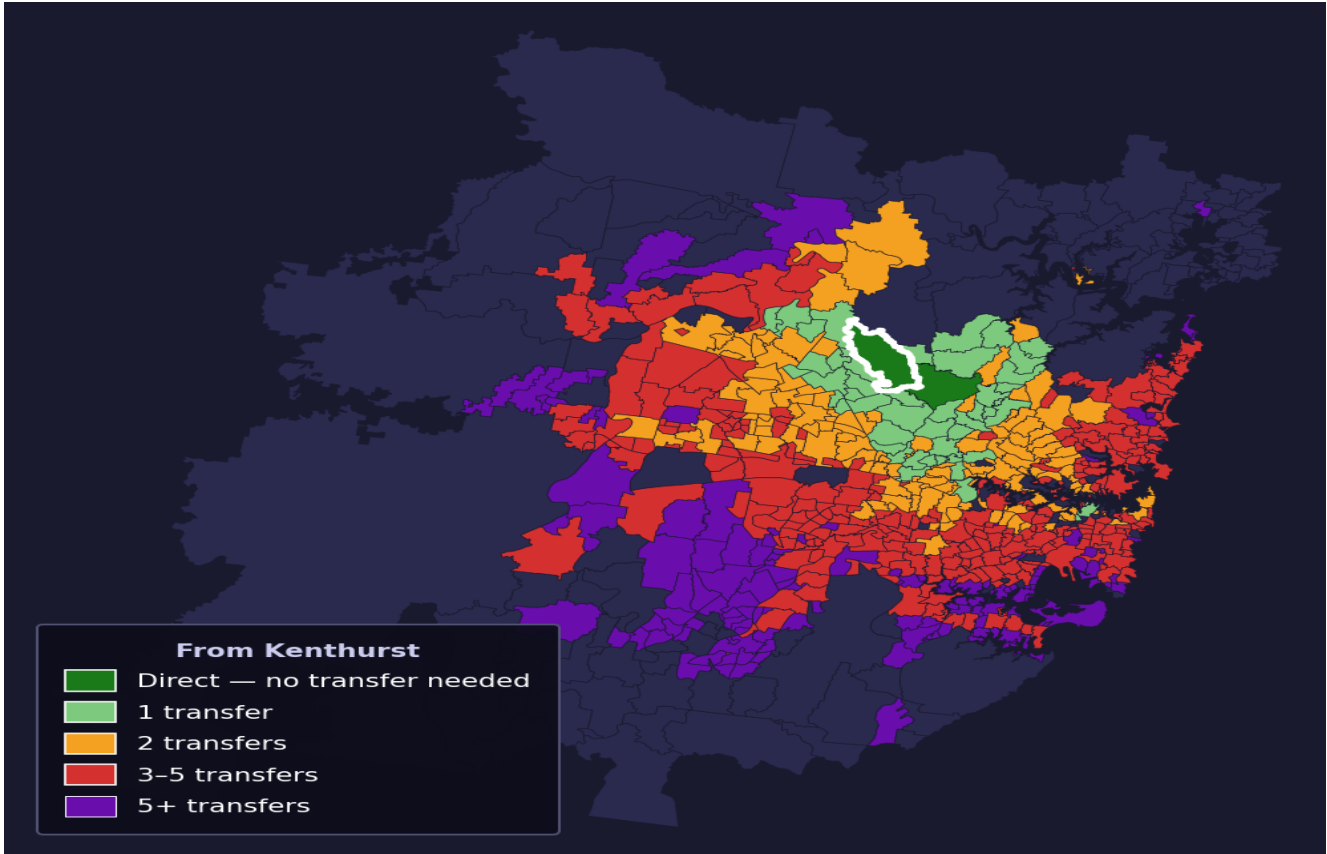 From Kenthurst
Direct — no transfer needed
1 transfer
2 transfers
3–5 transfers
5+ transfers